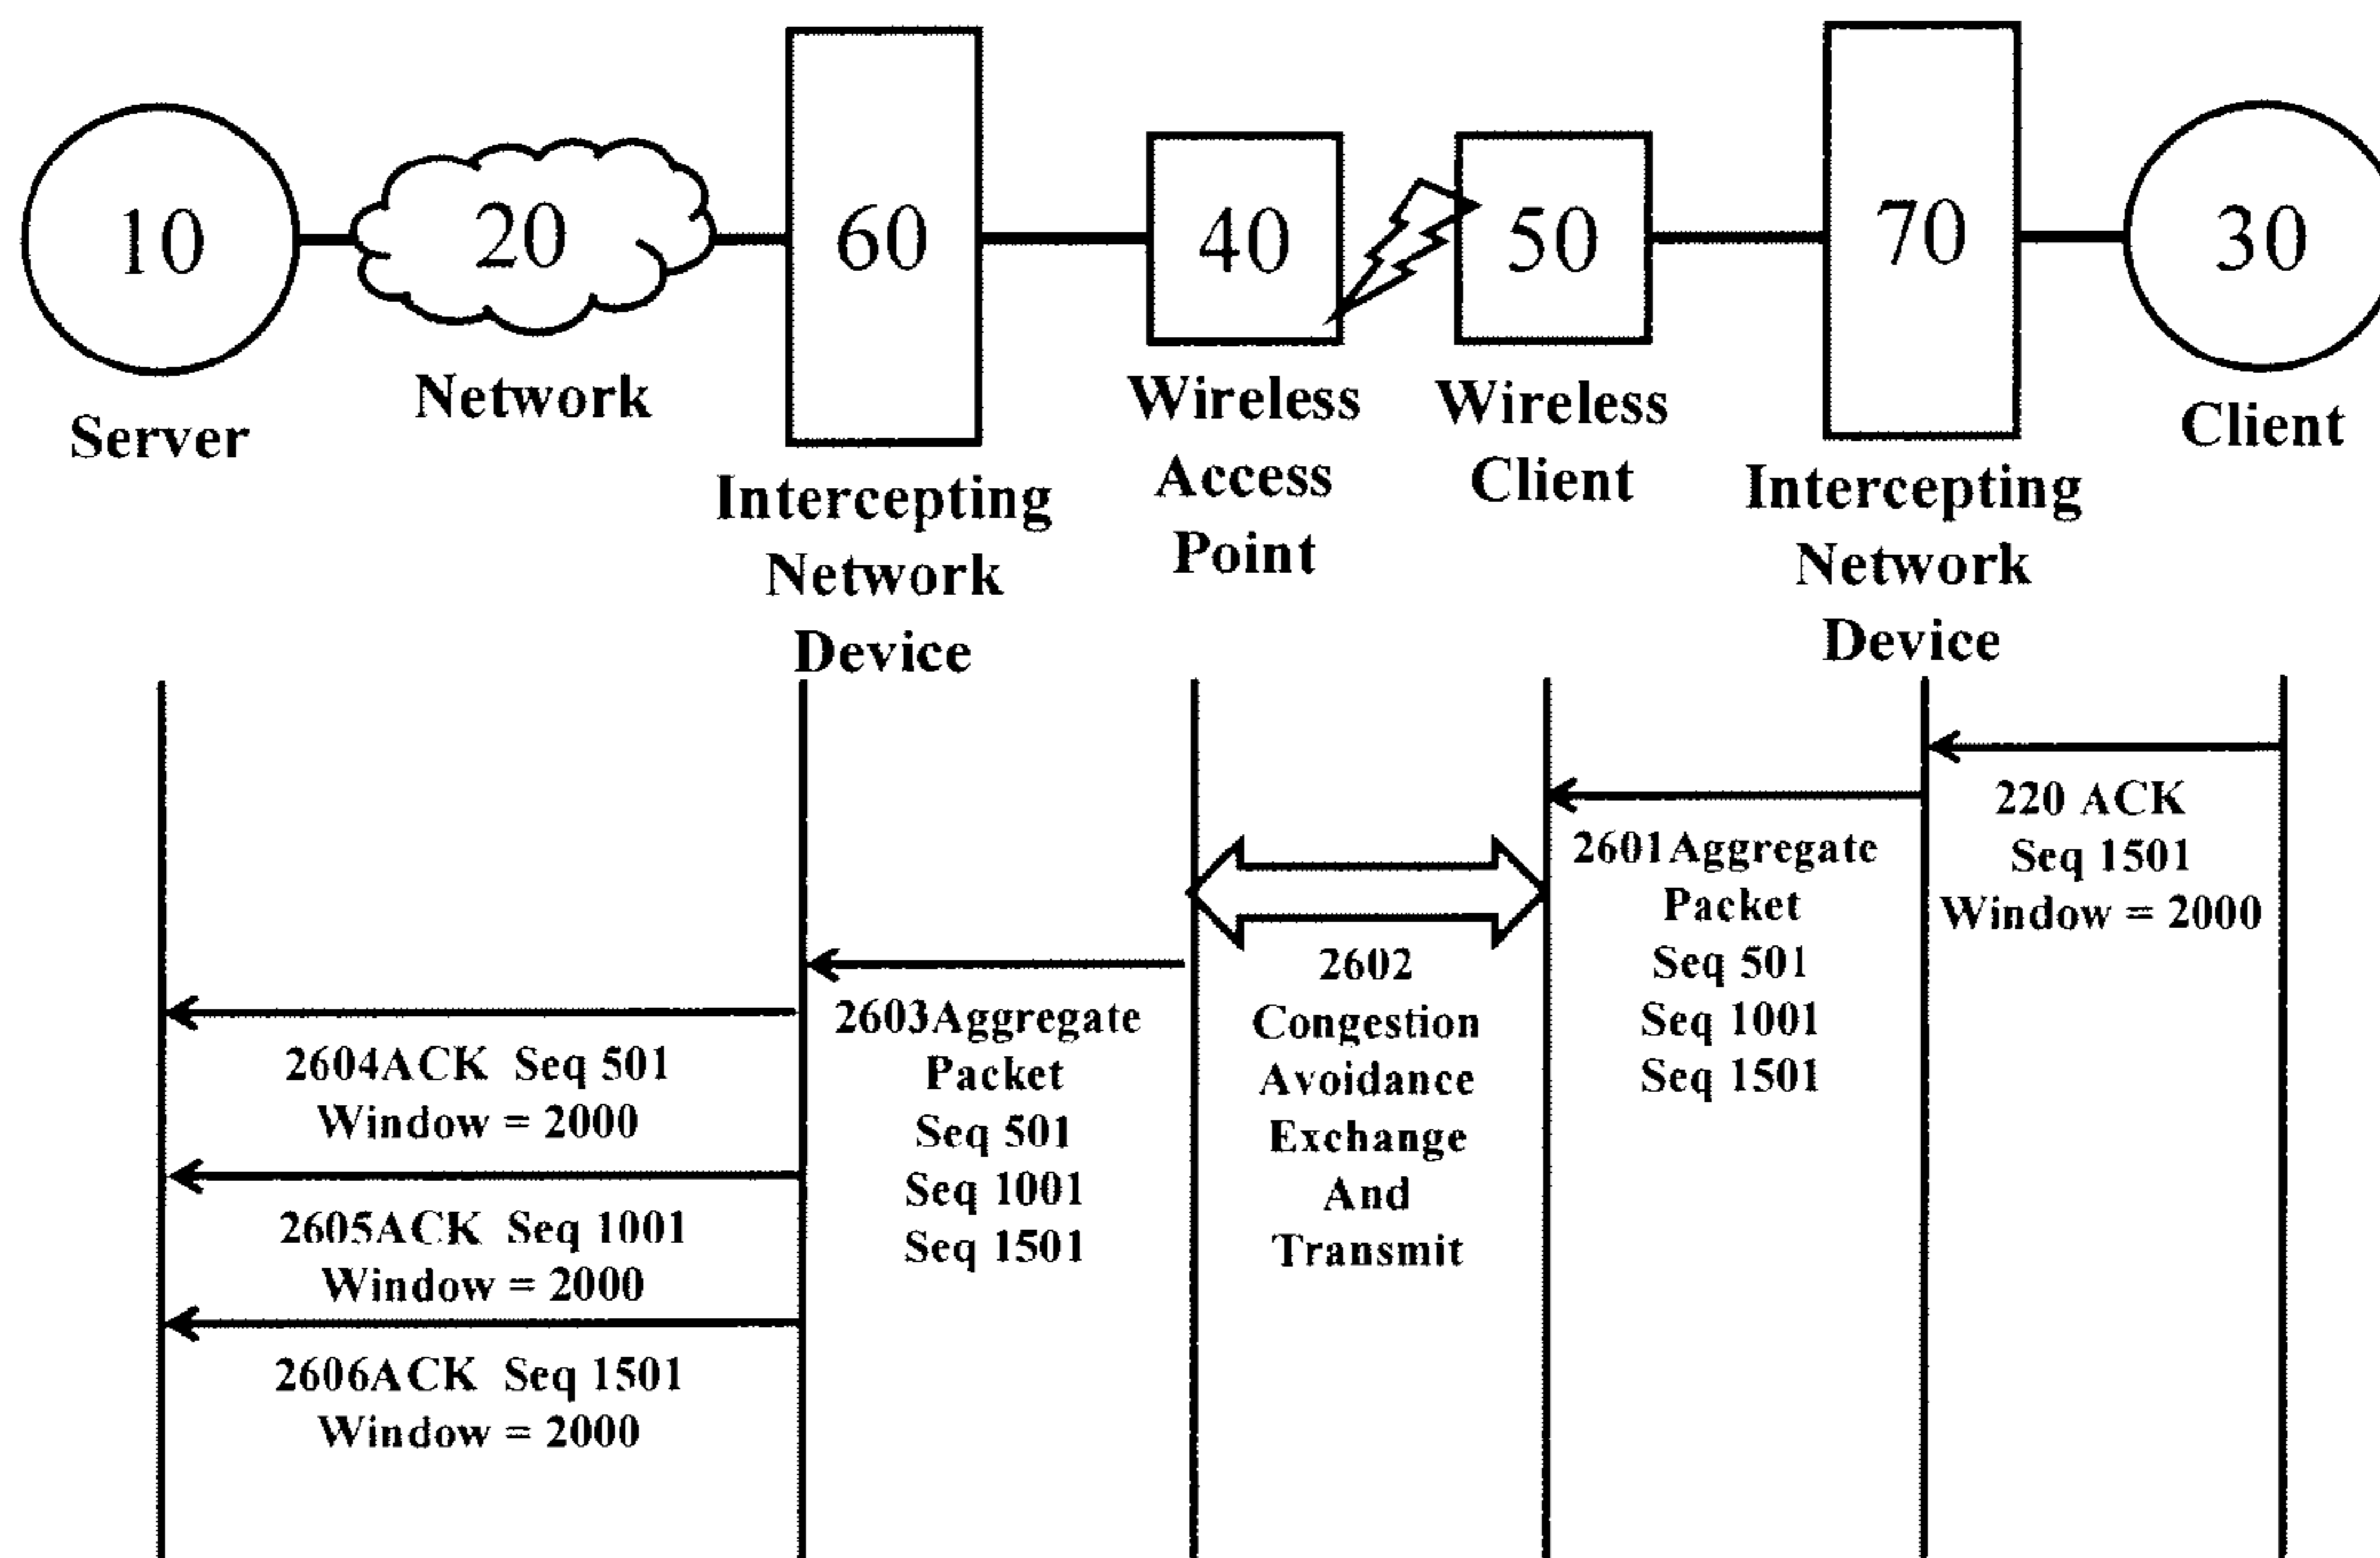 10
20
60
40
50
70
30
Server
Network
Intercepting
Network
Device
Wireless
Access
Point
Wireless
Client
Intercepting
Network
Device
Client
220 ACK
Seq 1501
Window = 2000
2601Aggregate
Packet
Seq 501
Seq 1001
Seq 1501
2602
Congestion
Avoidance
Exchange
And
Transmit
2603Aggregate
Packet
Seq 501
Seq 1001
Seq 1501
2604ACK Seq 501
Window = 2000
2605ACK Seq 1001
Window = 2000
2606ACK Seq 1501
Window = 2000